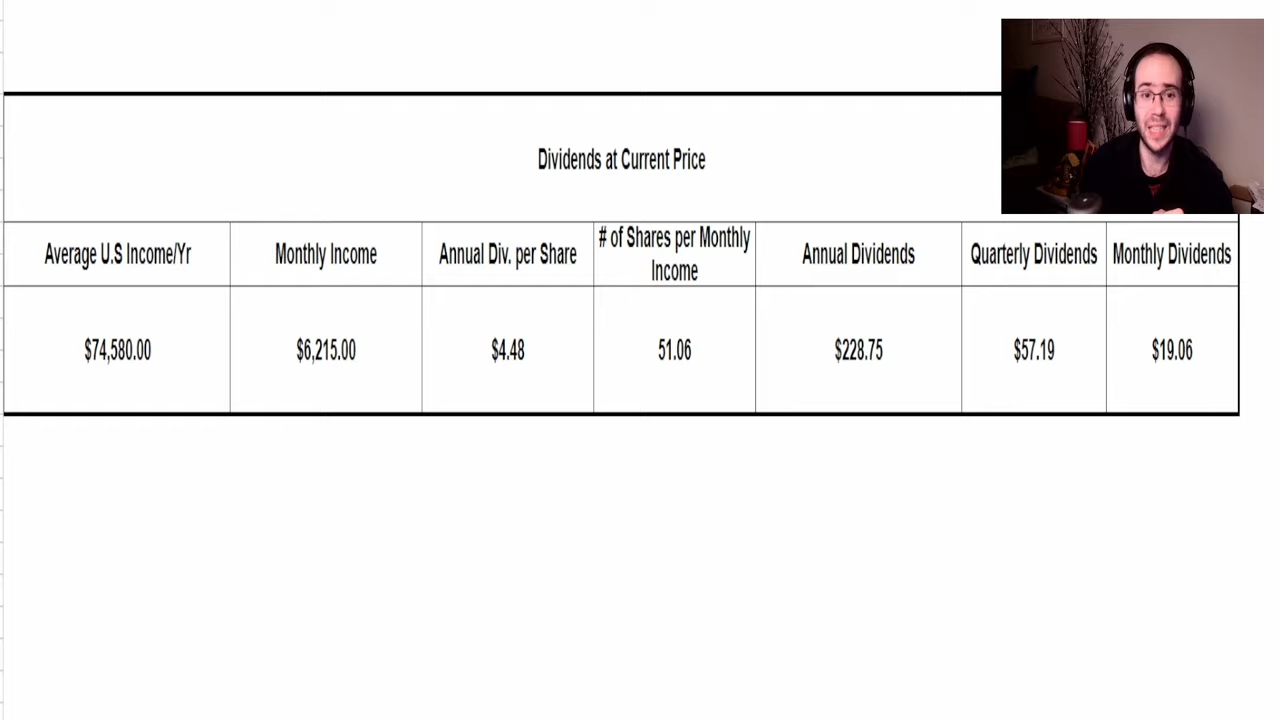 Dividends at Current Price
Average U.S Income/Yr
Monthly Income
Annual Div. per Share
# of Shares per Monthly
Income
Annual Dividends
Quarterly Dividends
Monthly Dividends
$74,580.00
$6,215.00
$4.48
51.06
$228.75
$57.19
$19.06